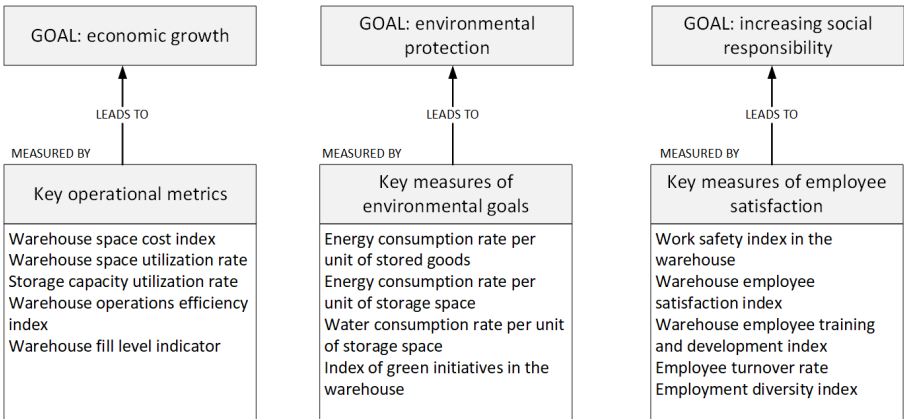 GOAL: economic growth
LEADS TO
MEASURED BY
Key operational metrics
Warehouse space cost index
Warehouse space utilization rate
Storage capacity utilization rate
Warehouse operations efficiency
index
Warehouse fill level indicator
GOAL: environmental
protection
LEADS TO
MEASURED BY
Key measures of
environmental goals
Energy consumption rate per
unit of stored goods
Energy consumption rate per
unit of storage space
Water consumption rate per unit
of storage space
Index of green initiatives in the
warehouse
GOAL: increasing social
responsibility
LEADS TO
MEASURED BY
Key measures of employee
satisfaction
Work safety index in the
warehouse
Warehouse employee
satisfaction index
Warehouse employee training
and development index
Employee turnover rate
Employment diversity index